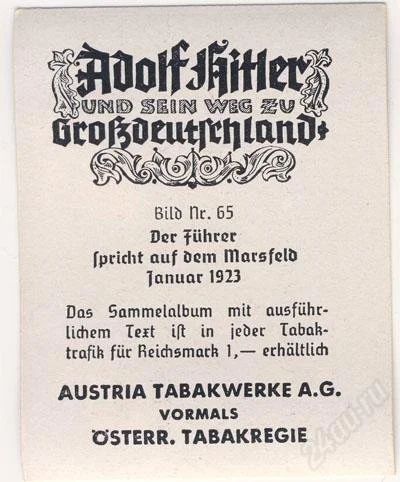 Adolf Hitler
UND SEIN WEG ZU
Großdeutschland
Bild Nr. 65
Der Führer
spricht auf dem Marsfeld
Januar 1923
Das Sammelalbum mit ausführ-
lichem Text ist in jeder Tabak-
trafik für Reichsmark 1,— erhältlich
AUSTRIA TABAKWERKE A.G.
VORMALS
ÖSTERR. TABAKREGIE
24au.ru